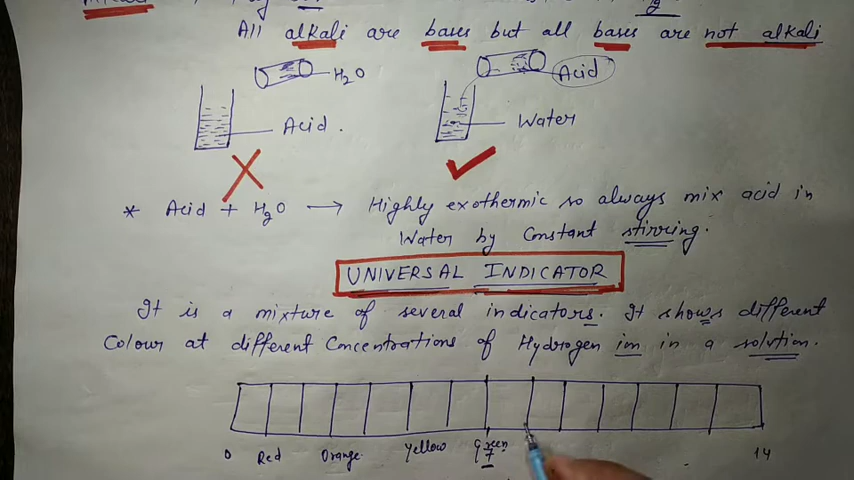 All alkali are bases but all bases are not alkali
H₂O
Acid
Acid.
Water
* Acid + H₂O → Highly exothermic so always mix acid in
Water by Constant stirring.
UNIVERSAL INDICATOR
It is a mixture of several indicators. It shows different
Colour at different Concentrations of Hydrogen ion in a solution.
0 Red Orange Yellow Green 14
7